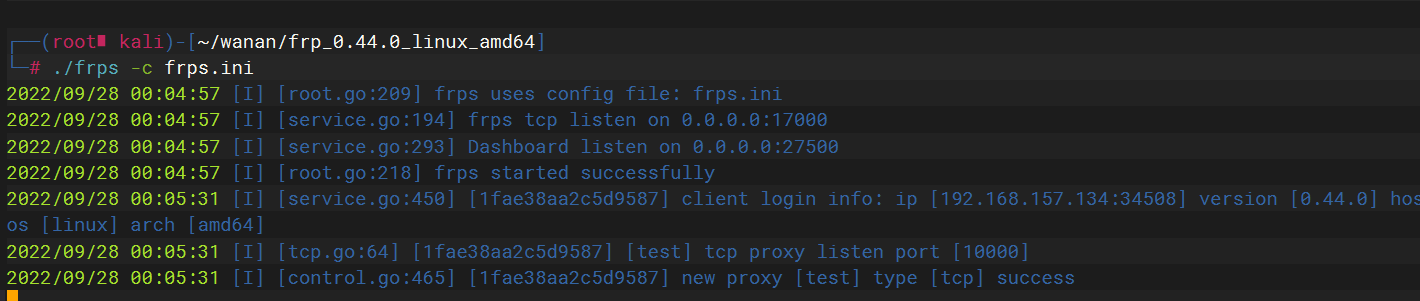 ┌──(root∎ kali)-[~/wanan/frp_0.44.0_linux_amd64]
└─# ./frps -c frps.ini
2022/09/28 00:04:57 [I] [root.go:209] frps uses config file: frps.ini
2022/09/28 00:04:57 [I] [service.go:194] frps tcp listen on 0.0.0.0:17000
2022/09/28 00:04:57 [I] [service.go:293] Dashboard listen on 0.0.0.0:27500
2022/09/28 00:04:57 [I] [root.go:218] frps started successfully
2022/09/28 00:05:31 [I] [service.go:450] [1fae38aa2c5d9587] client login info: ip [192.168.157.134:34508] version [0.44.0] hos
os [linux] arch [amd64]
2022/09/28 00:05:31 [I] [tcp.go:64] [1fae38aa2c5d9587] [test] tcp proxy listen port [10000]
2022/09/28 00:05:31 [I] [control.go:465] [1fae38aa2c5d9587] new proxy [test] type [tcp] success